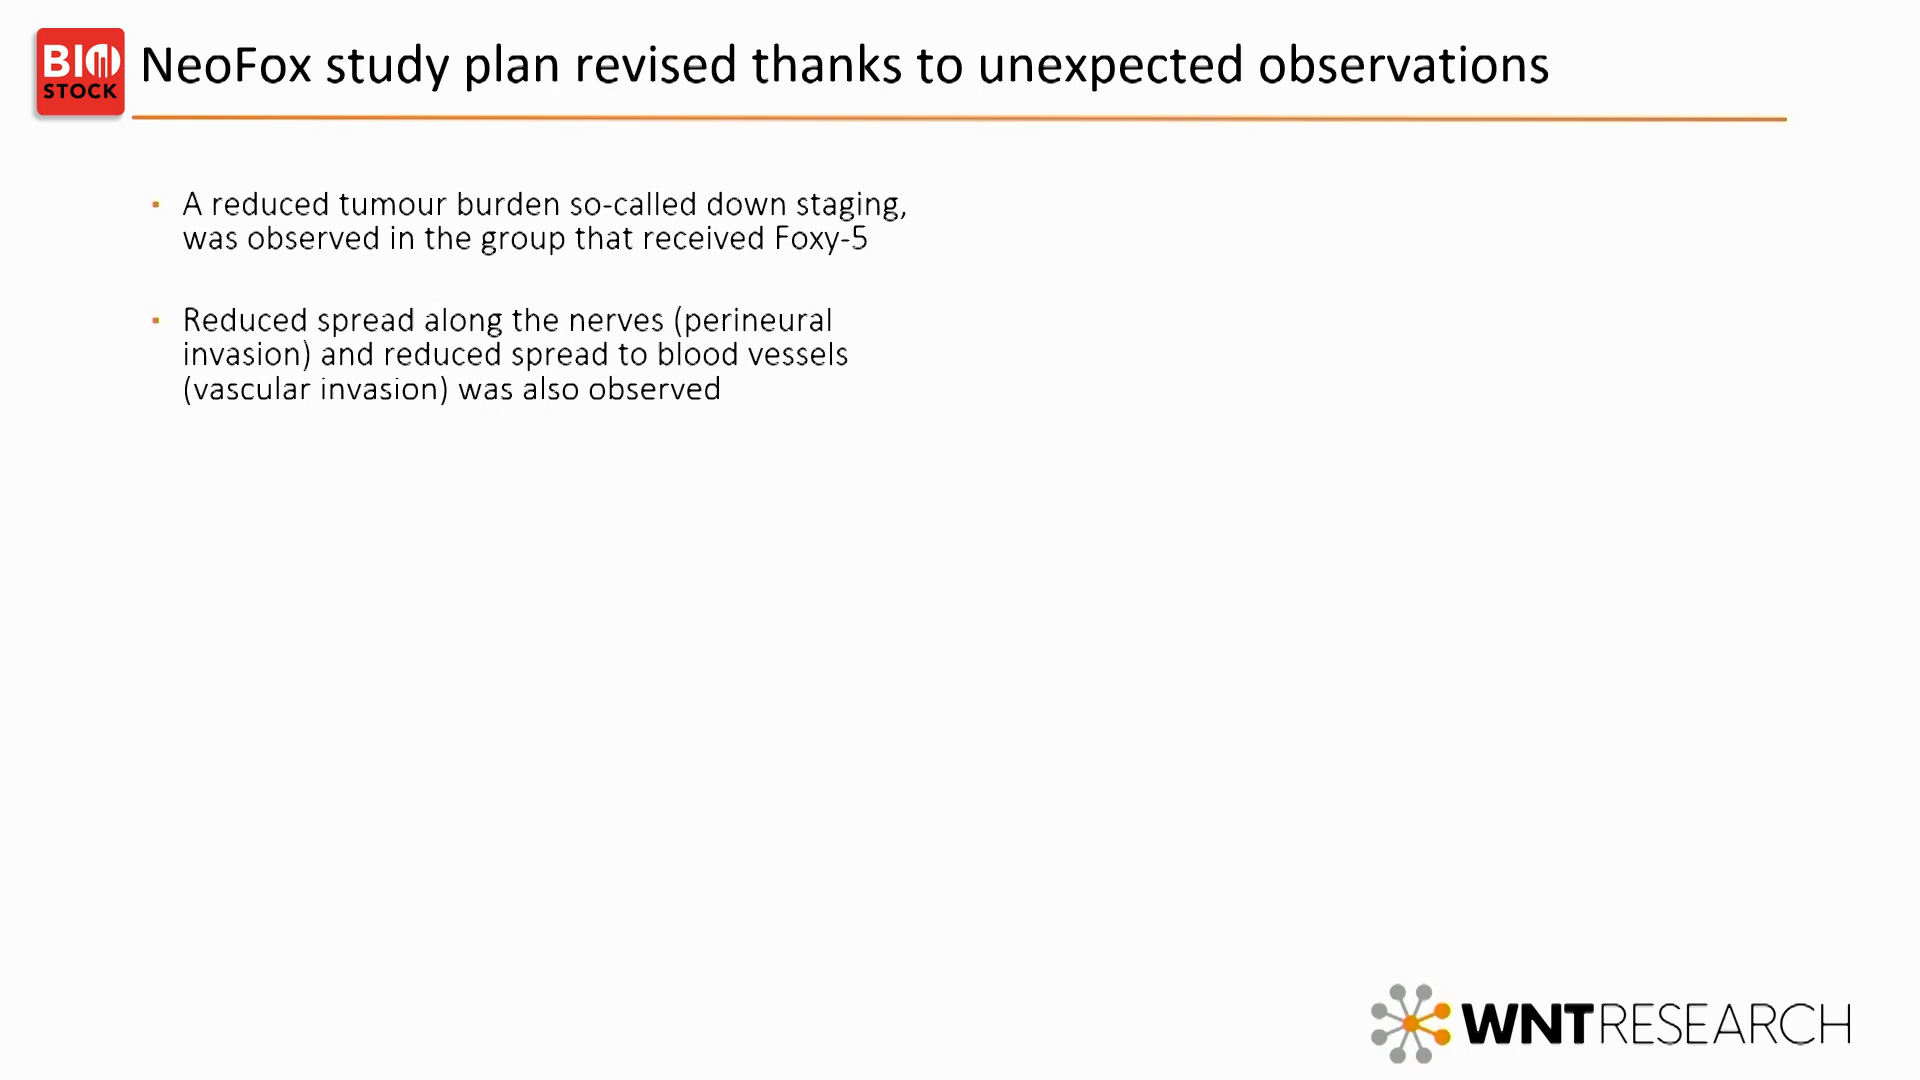 BIO
STOCK
NeoFox study plan revised thanks to unexpected observations
▪ A reduced tumour burden so-called down staging,
was observed in the group that received Foxy-5
▪ Reduced spread along the nerves (perineural
invasion) and reduced spread to blood vessels
(vascular invasion) was also observed
WNTRESEARCH